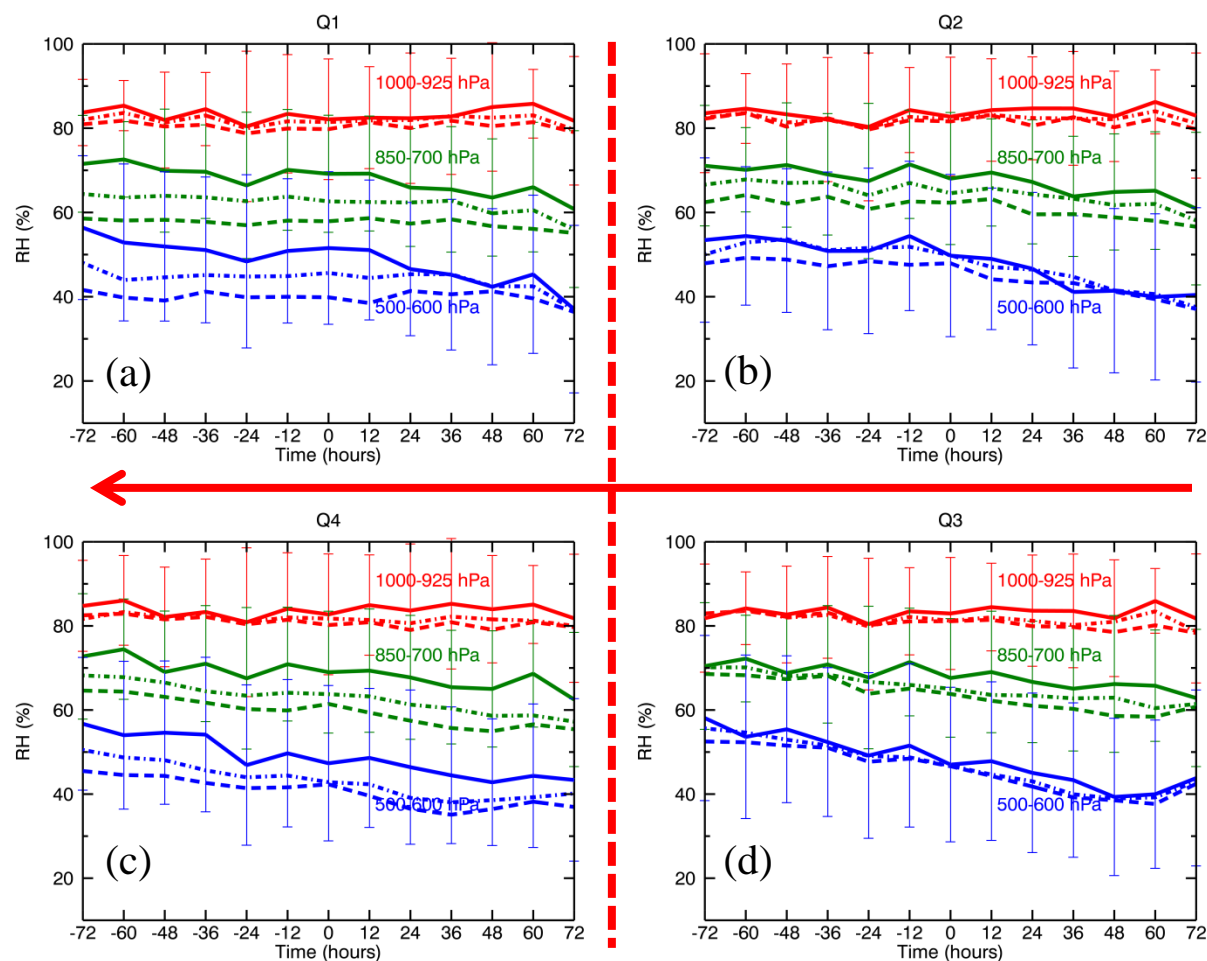 Q1
100
80
60
40
20
RH (%)
1000-925 hPa
850-700 hPa
500-600 hPa
(a)
-72 -60 -48 -36 -24 -12 0 12 24 36 48 60 72
Time (hours)
Q2
100
80
60
40
20
RH (%)
1000-925 hPa
850-700 hPa
500-600 hPa
(b)
-72 -60 -48 -36 -24 -12 0 12 24 36 48 60 72
Time (hours)
Q4
100
80
60
40
20
RH (%)
1000-925 hPa
850-700 hPa
500-600 hPa
(c)
-72 -60 -48 -36 -24 -12 0 12 24 36 48 60 72
Time (hours)
Q3
100
80
60
40
20
RH (%)
1000-925 hPa
850-700 hPa
500-600 hPa
(d)
-72 -60 -48 -36 -24 -12 0 12 24 36 48 60 72
Time (hours)